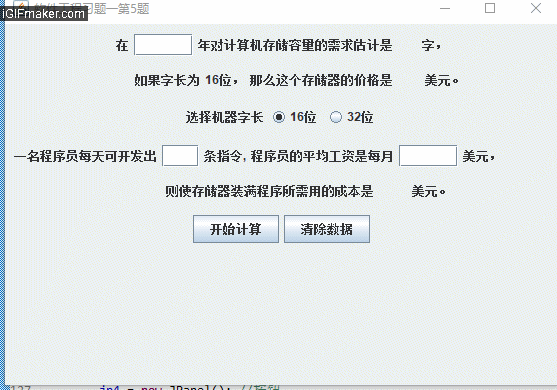 iGIFmaker.com
软件工程习题一第5题
在 年对计算机存储容量的需求估计是 字，
如果字长为 16位， 那么这个存储器的价格是 美元。
选择机器字长 16位 32位
一名程序员每天可开发出 条指令, 程序员的平均工资是每月 美元，
则使存储器装满程序所需用的成本是 美元。
开始计算 清除数据
jp4 = new JPanel(); //按钮